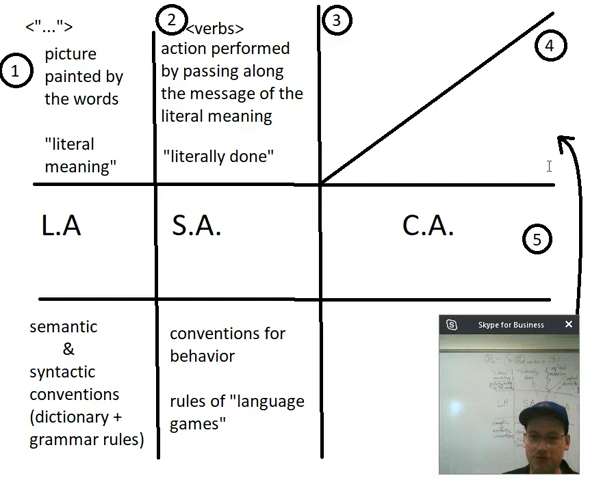 <"...">
1
picture
painted by
the words
"literal
meaning"
2
<verbs>
action performed
by passing along
the message of the
literal meaning
"literally done"
3
4
L.A
S.A.
C.A.
5
semantic
&
syntactic
conventions
(dictionary +
grammar rules)
conventions for
behavior
rules of "language
games"
Skype for Business